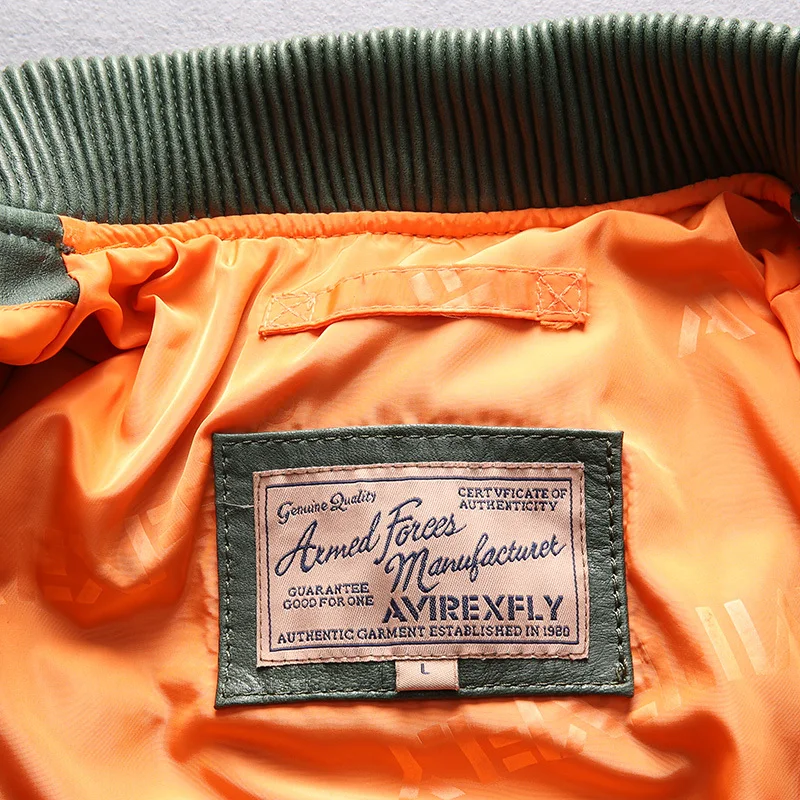 Genuine Quality
CERTVFICATE OF
AUTHENTICITY
Armed Forces
Manufacturer
GUARANTEE
GOOD FOR ONE
AVIREXFLY
AUTHENTIC GARMENT ESTABLISHED IN 1980
L